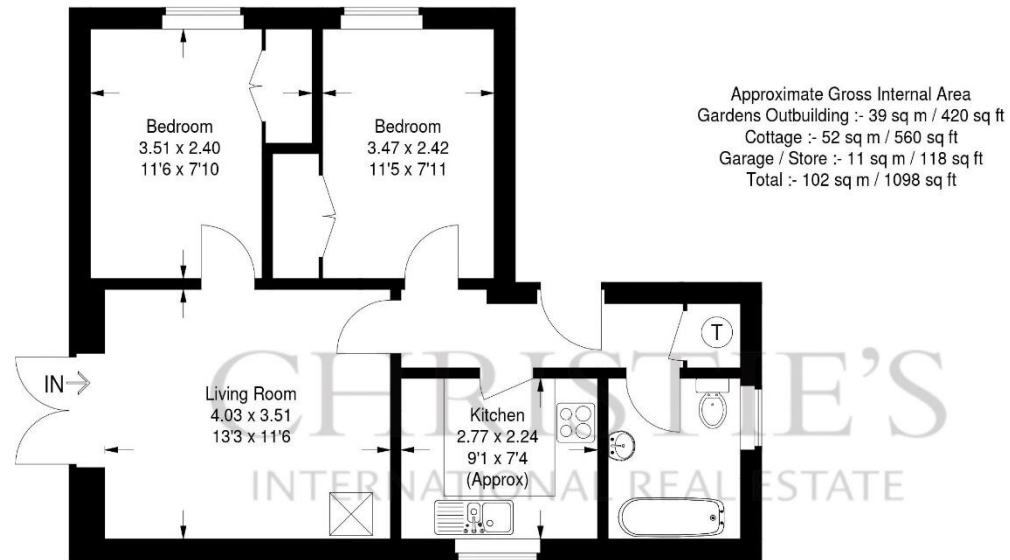 Bedroom
3.51 x 2.40
11'6 x 7'10
Bedroom
3.47 x 2.42
11'5 x 7'11
Approximate Gross Internal Area
Gardens Outbuilding :- 39 sq m / 420 sq ft
Cottage :- 52 sq m / 560 sq ft
Garage / Store :- 11 sq m / 118 sq ft
Total :- 102 sq m / 1098 sq ft
T
IN
Living Room
4.03 x 3.51
13'3 x 11'6
Kitchen
2.77 x 2.24
9'1 x 7'4
(Approx)
CHRISTIE'S
INTERNATIONAL REAL ESTATE